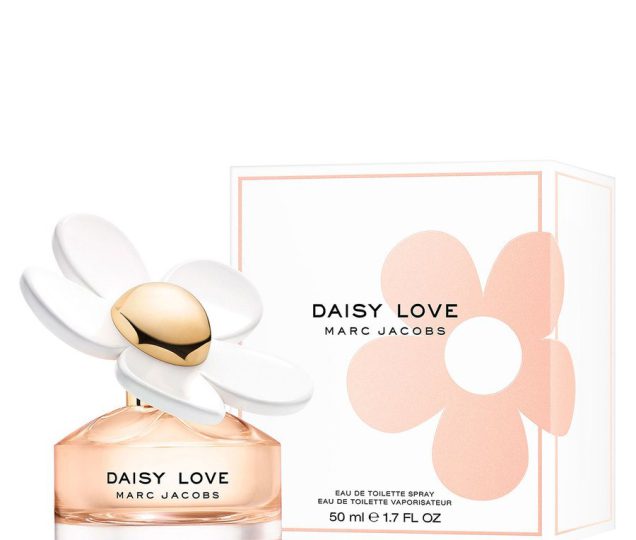 DAISY LOVE
MARC JACOBS
EAU DE TOILETTE SPRAY
EAU DE TOILETTE VAPORISATEUR
50 ml ℮ 1.7 FL OZ
DAISY LOVE
MARC JACOBS